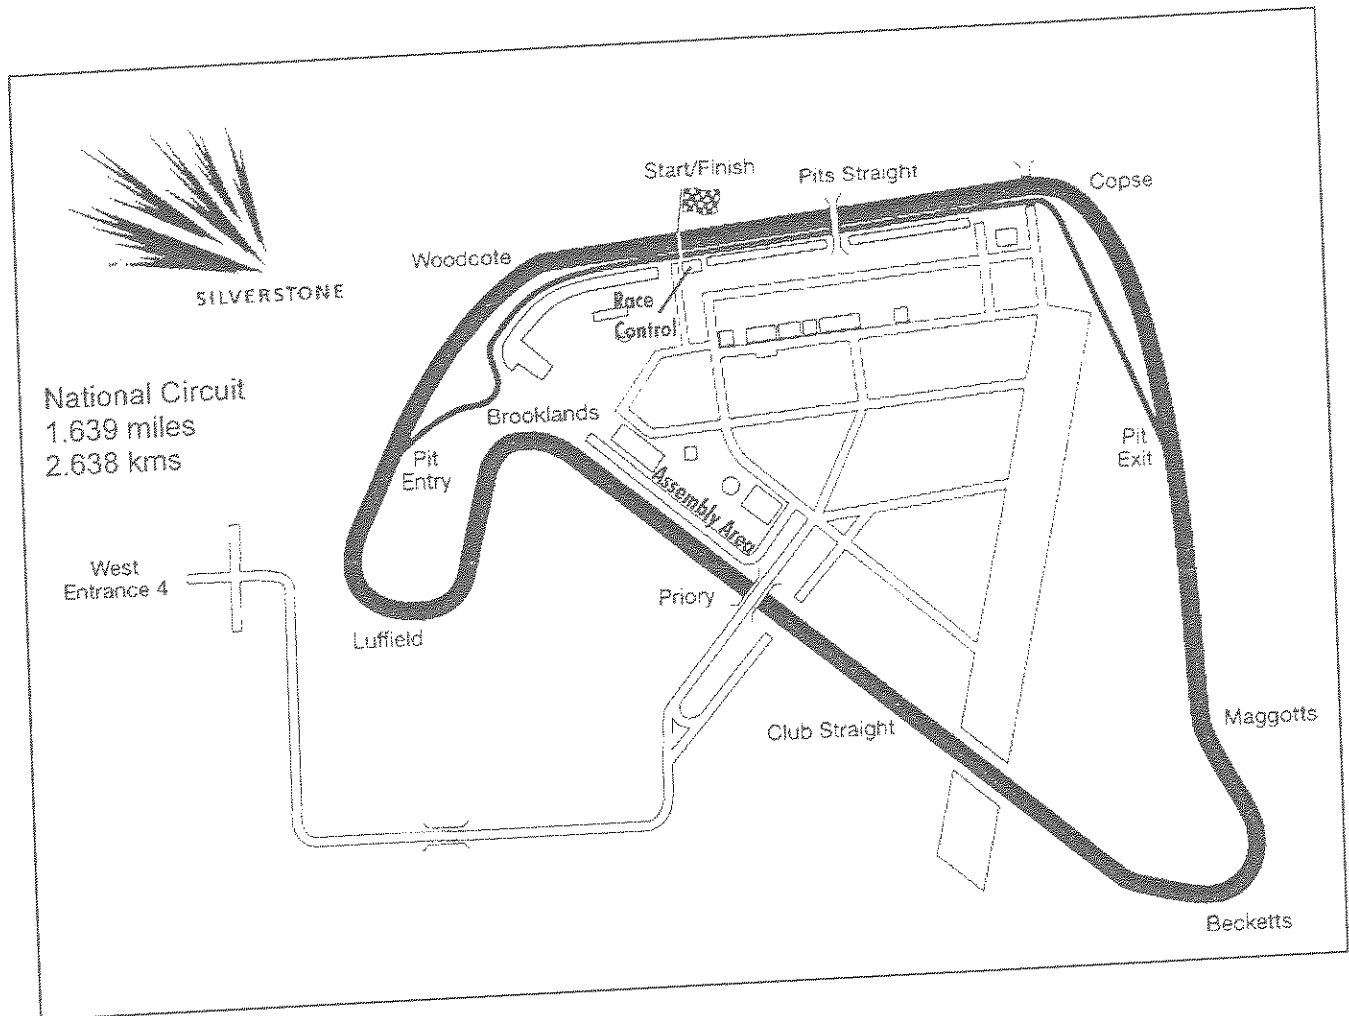 Start/Finish
Pits Straight
Copse
Woodcote
SILVERSTONE
Race
Control
National Circuit
1.639 miles
2.638 kms
Brooklands
Pit
Entry
Pit
Exit
Assembly Area
West
Entrance 4
Priory
Luffield
Club Straight
Maggotts
Becketts